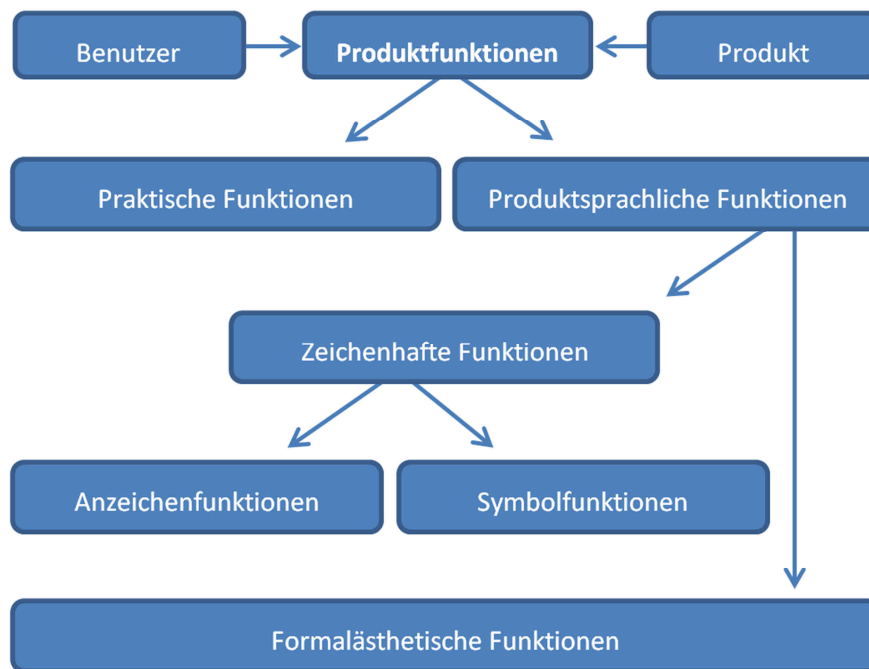 Benutzer
Produktfunktionen
Produkt
Praktische Funktionen
Produktsprachliche Funktionen
Zeichenhafte Funktionen
Anzeichenfunktionen
Symbolfunktionen
Formalästhetische Funktionen